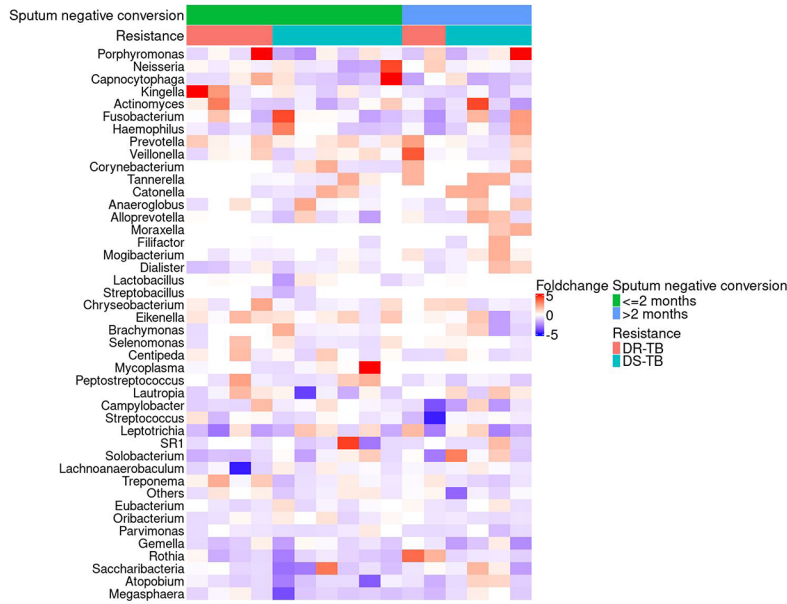 Sputum negative conversion
Resistance
Porphyromonas
Neisseria
Capnocytophaga
Kingella
Actinomyces
Fusobacterium
Haemophilus
Prevotella
Veillonella
Corynebacterium
Tannerella
Catonella
Anaeroglobus
Alloprevotella
Moraxella
Filifactor
Mogibacterium
Dialister
Lactobacillus
Streptobacillus
Chryseobacterium
Eikenella
Brachymonas
Selenomonas
Centipeda
Mycoplasma
Peptostreptococcus
Lautropia
Campylobacter
Streptococcus
Leptotrichia
SR1
Solobacterium
Lachnoanaerobaculum
Treponema
Others
Eubacterium
Oribacterium
Parvimonas
Gemella
Rothia
Saccharibacteria
Atopobium
Megasphaera
Foldchange
5
0
-5
Sputum negative conversion
<=2 months
>2 months
Resistance
DR-TB
DS-TB